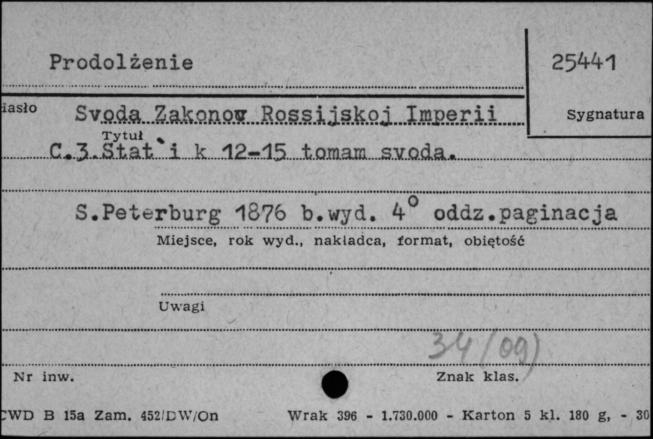 Prodolżenie
25441
iasło
Svoda Zakonow Rossijskoj Imperii
Sygnatura
Tytuł
C.3.Stat`i k 12-15 tomam svoda.
S.Peterburg 1876 b.wyd. 4° oddz.paginacja
Miejsce, rok wyd., nakładca, format, objętość
Uwagi
34(09)
Nr inw.
Znak klas.
CWD B 15a Zam. 452/DW/On Wrak 396 - 1.730.000 - Karton 5 kl. 180 g, - 30